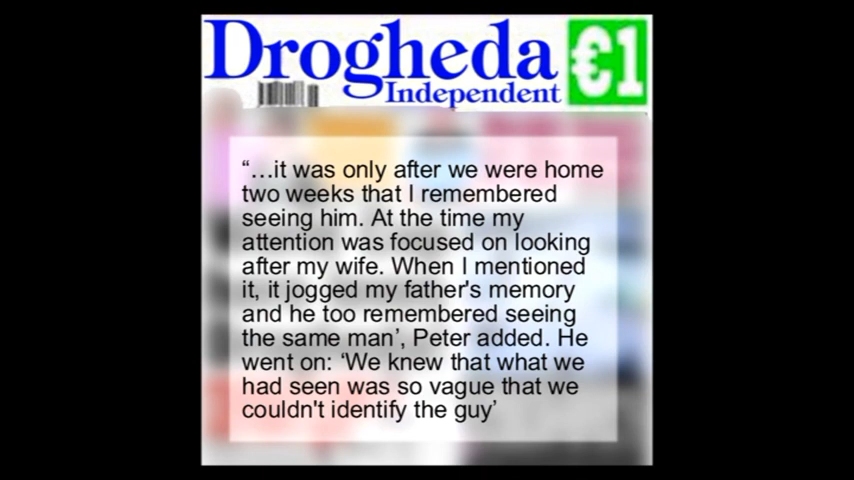 Drogheda
Independent
€1
“…it was only after we were home
two weeks that I remembered
seeing him. At the time my
attention was focused on looking
after my wife. When I mentioned
it, it jogged my father's memory
and he too remembered seeing
the same man’, Peter added. He
went on: ‘We knew that what we
had seen was so vague that we
couldn't identify the guy’